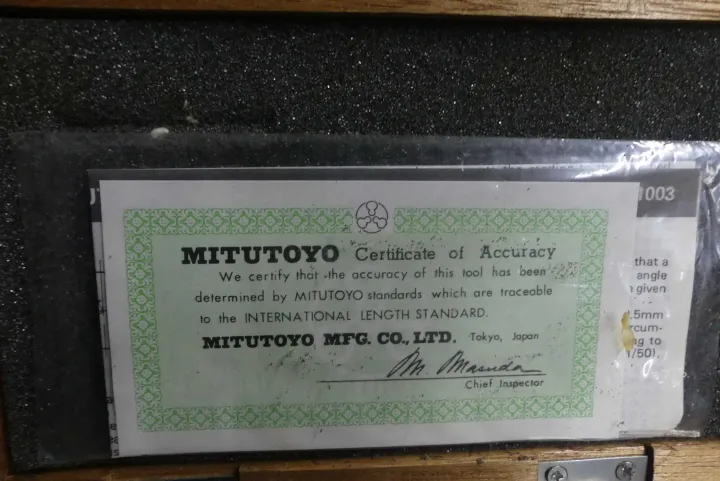 MITUTOYO Certificate of Accuracy
We certify that the accuracy of this tool has been
determined by MITUTOYO standards which are traceable
to the INTERNATIONAL LENGTH STANDARD.
MITUTOYO MFG. CO., LTD. Tokyo, Japan
M. Masuda
Chief Inspector
1003
that a
angle
given
.5mm
rcum-
ng to
1/50).